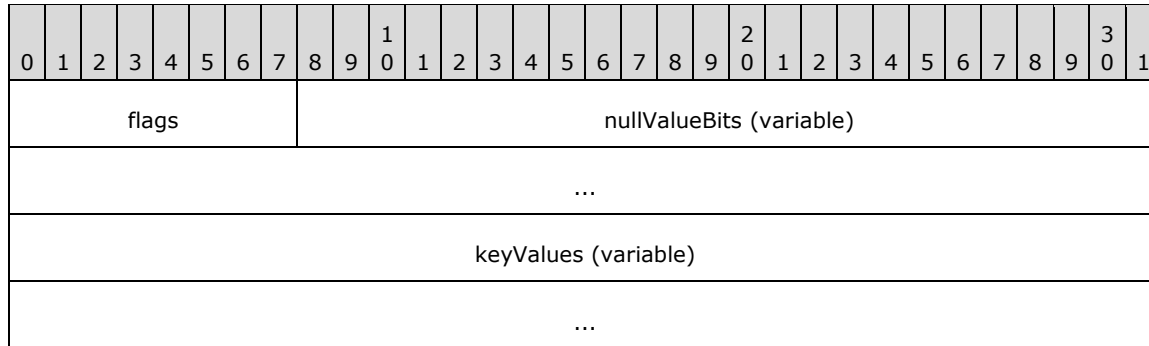 1 2 3
0 1 2 3 4 5 6 7 8 9 0 1 2 3 4 5 6 7 8 9 0 1 2 3 4 5 6 7 8 9 0 1
flags nullValueBits (variable)
...
keyValues (variable)
...